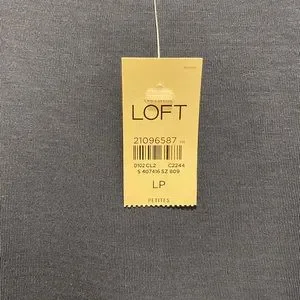 LOFT
21096587
0102 CL2 C2244
S 407416 SZ 809
LP
PETITES